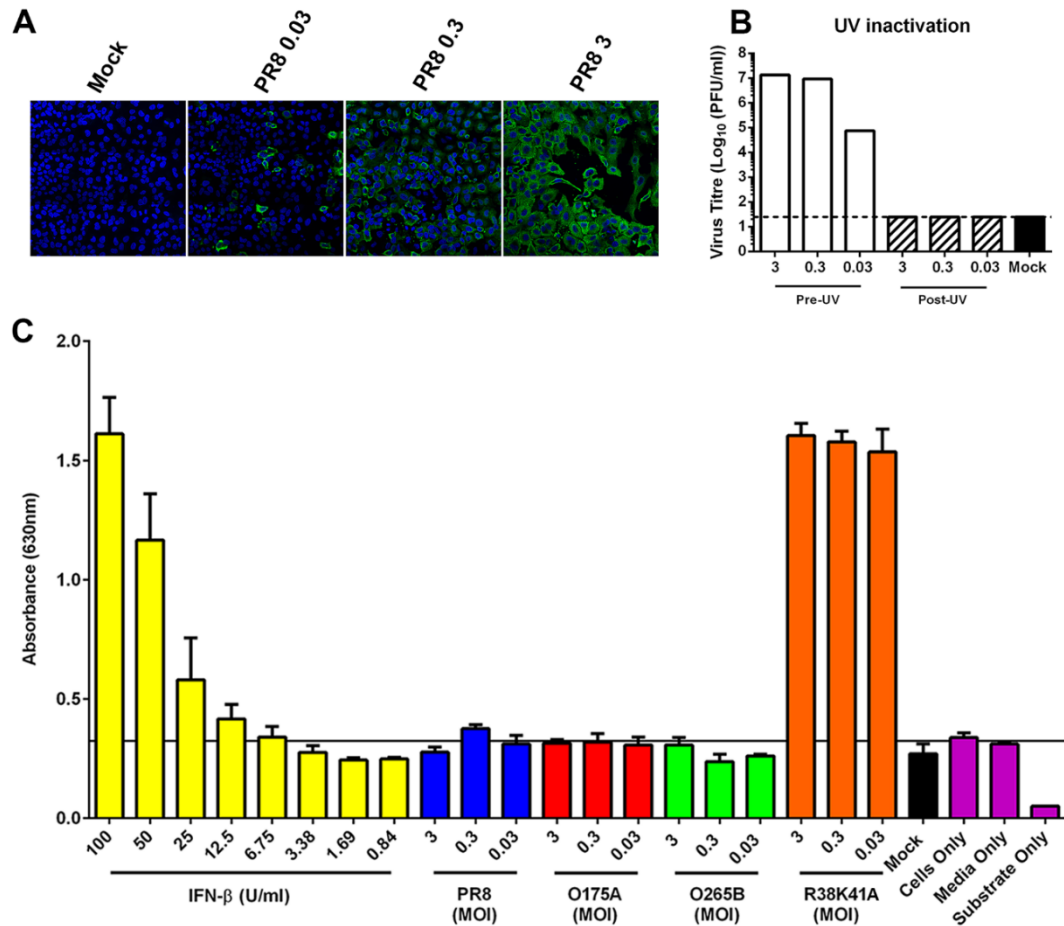 A
Mock
PR8 0.03
PR8 0.3
PR8 3
B
UV inactivation
Virus Titre (Log10 (PFU/ml))
8
7
6
5
4
3
2
1
0
3 0.3 0.03 3 0.3 0.03 Mock
Pre-UV Post-UV
C
Absorbance (630nm)
2.0
1.5
1.0
0.5
0.0
100 50 25 12.5 6.75 3.38 1.69 0.84 3 0.3 0.03 3 0.3 0.03 3 0.3 0.03 3 0.3 0.03 Mock Cells Only Media Only Substrate Only
IFN-β (U/ml) PR8 O175A O265B R38K41A
(MOI) (MOI) (MOI) (MOI)